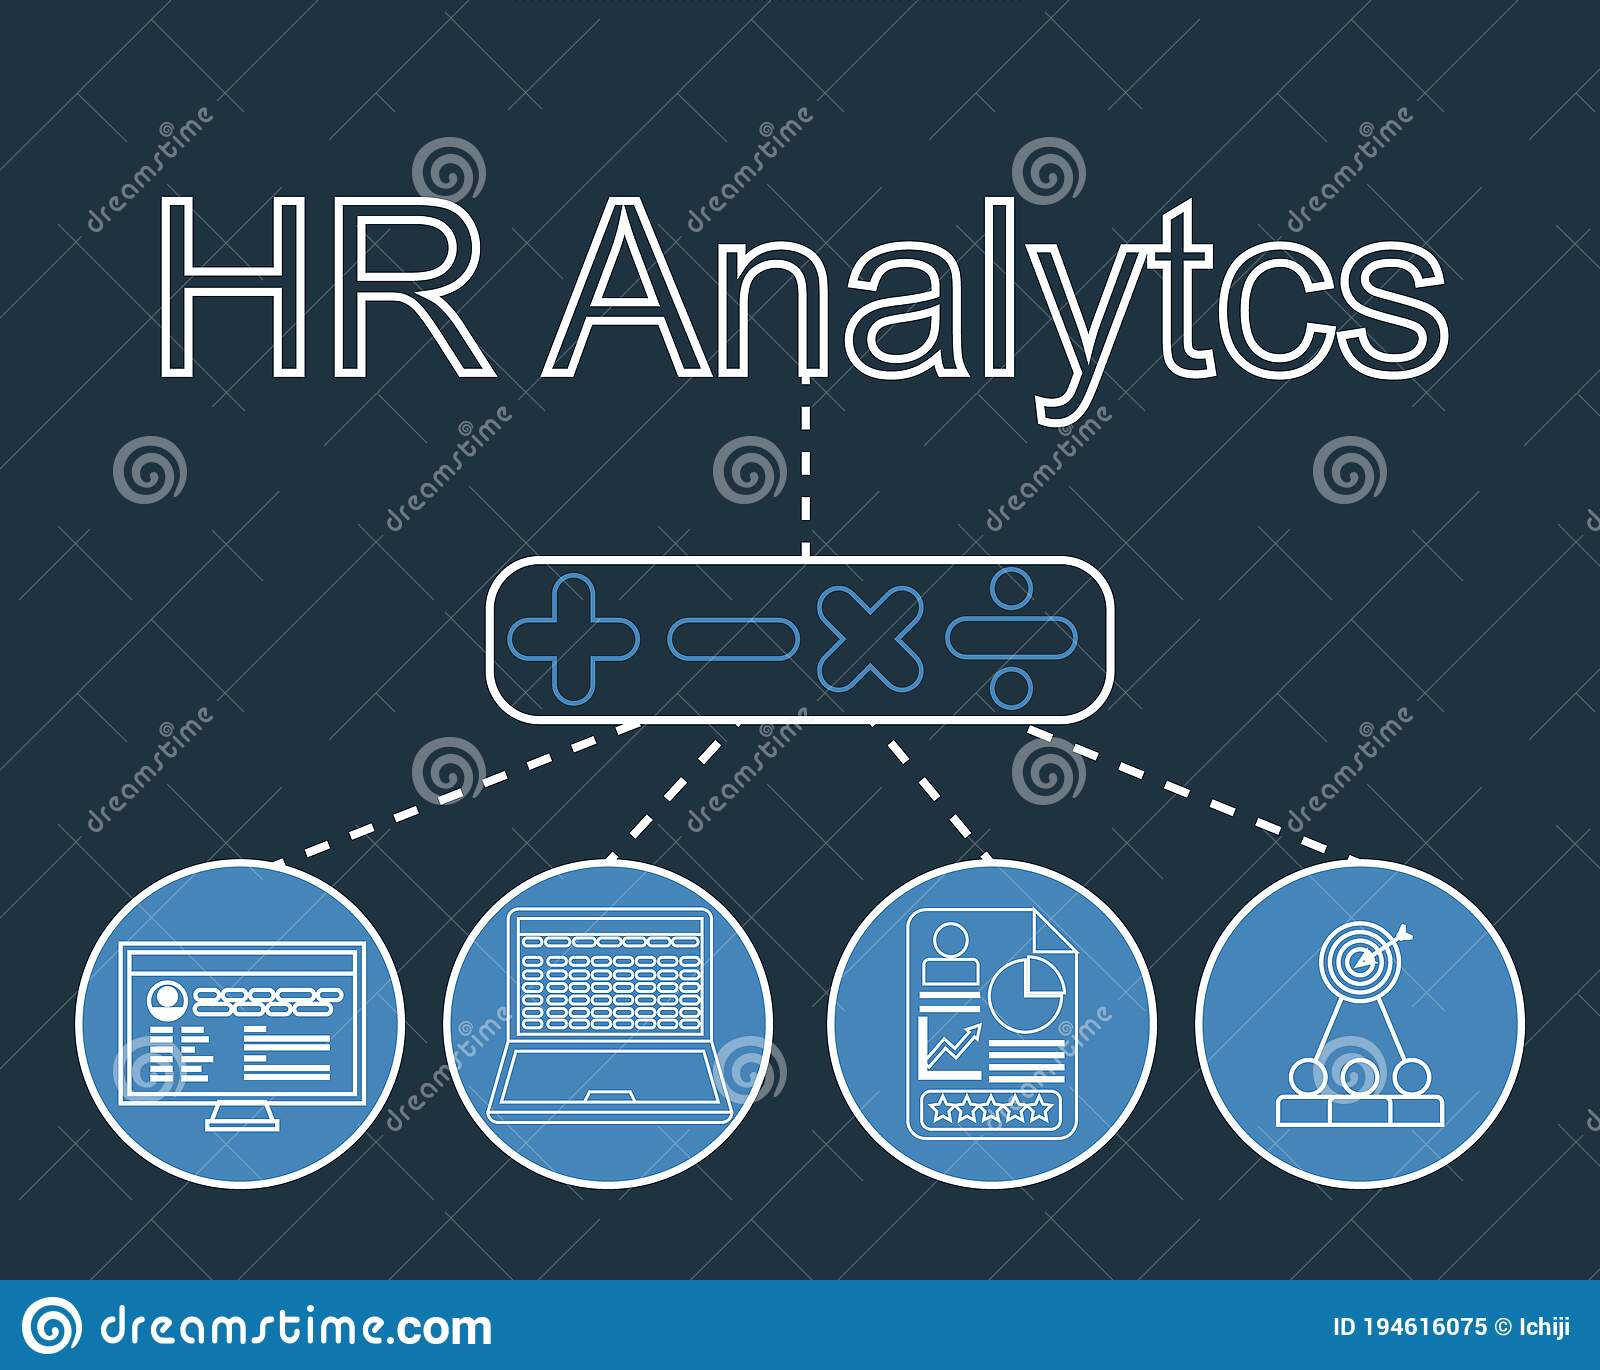 HR Analytcs
dreamstime.com
ID 194616075 © Ichiji